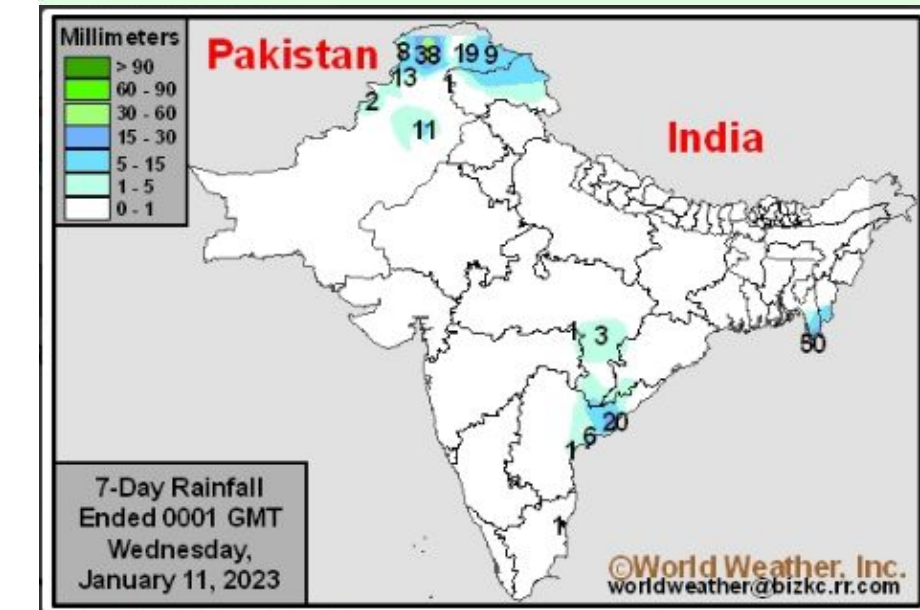 Millimeters
> 90
60 - 90
30 - 60
15 - 30
5 - 15
1 - 5
0 - 1
Pakistan
India
8 38 19 9
13
1
2
11
1 3
20
6
1
1
50
7-Day Rainfall
Ended 0001 GMT
Wednesday,
January 11, 2023
©World Weather, Inc.
worldweather@bizkc.rr.com